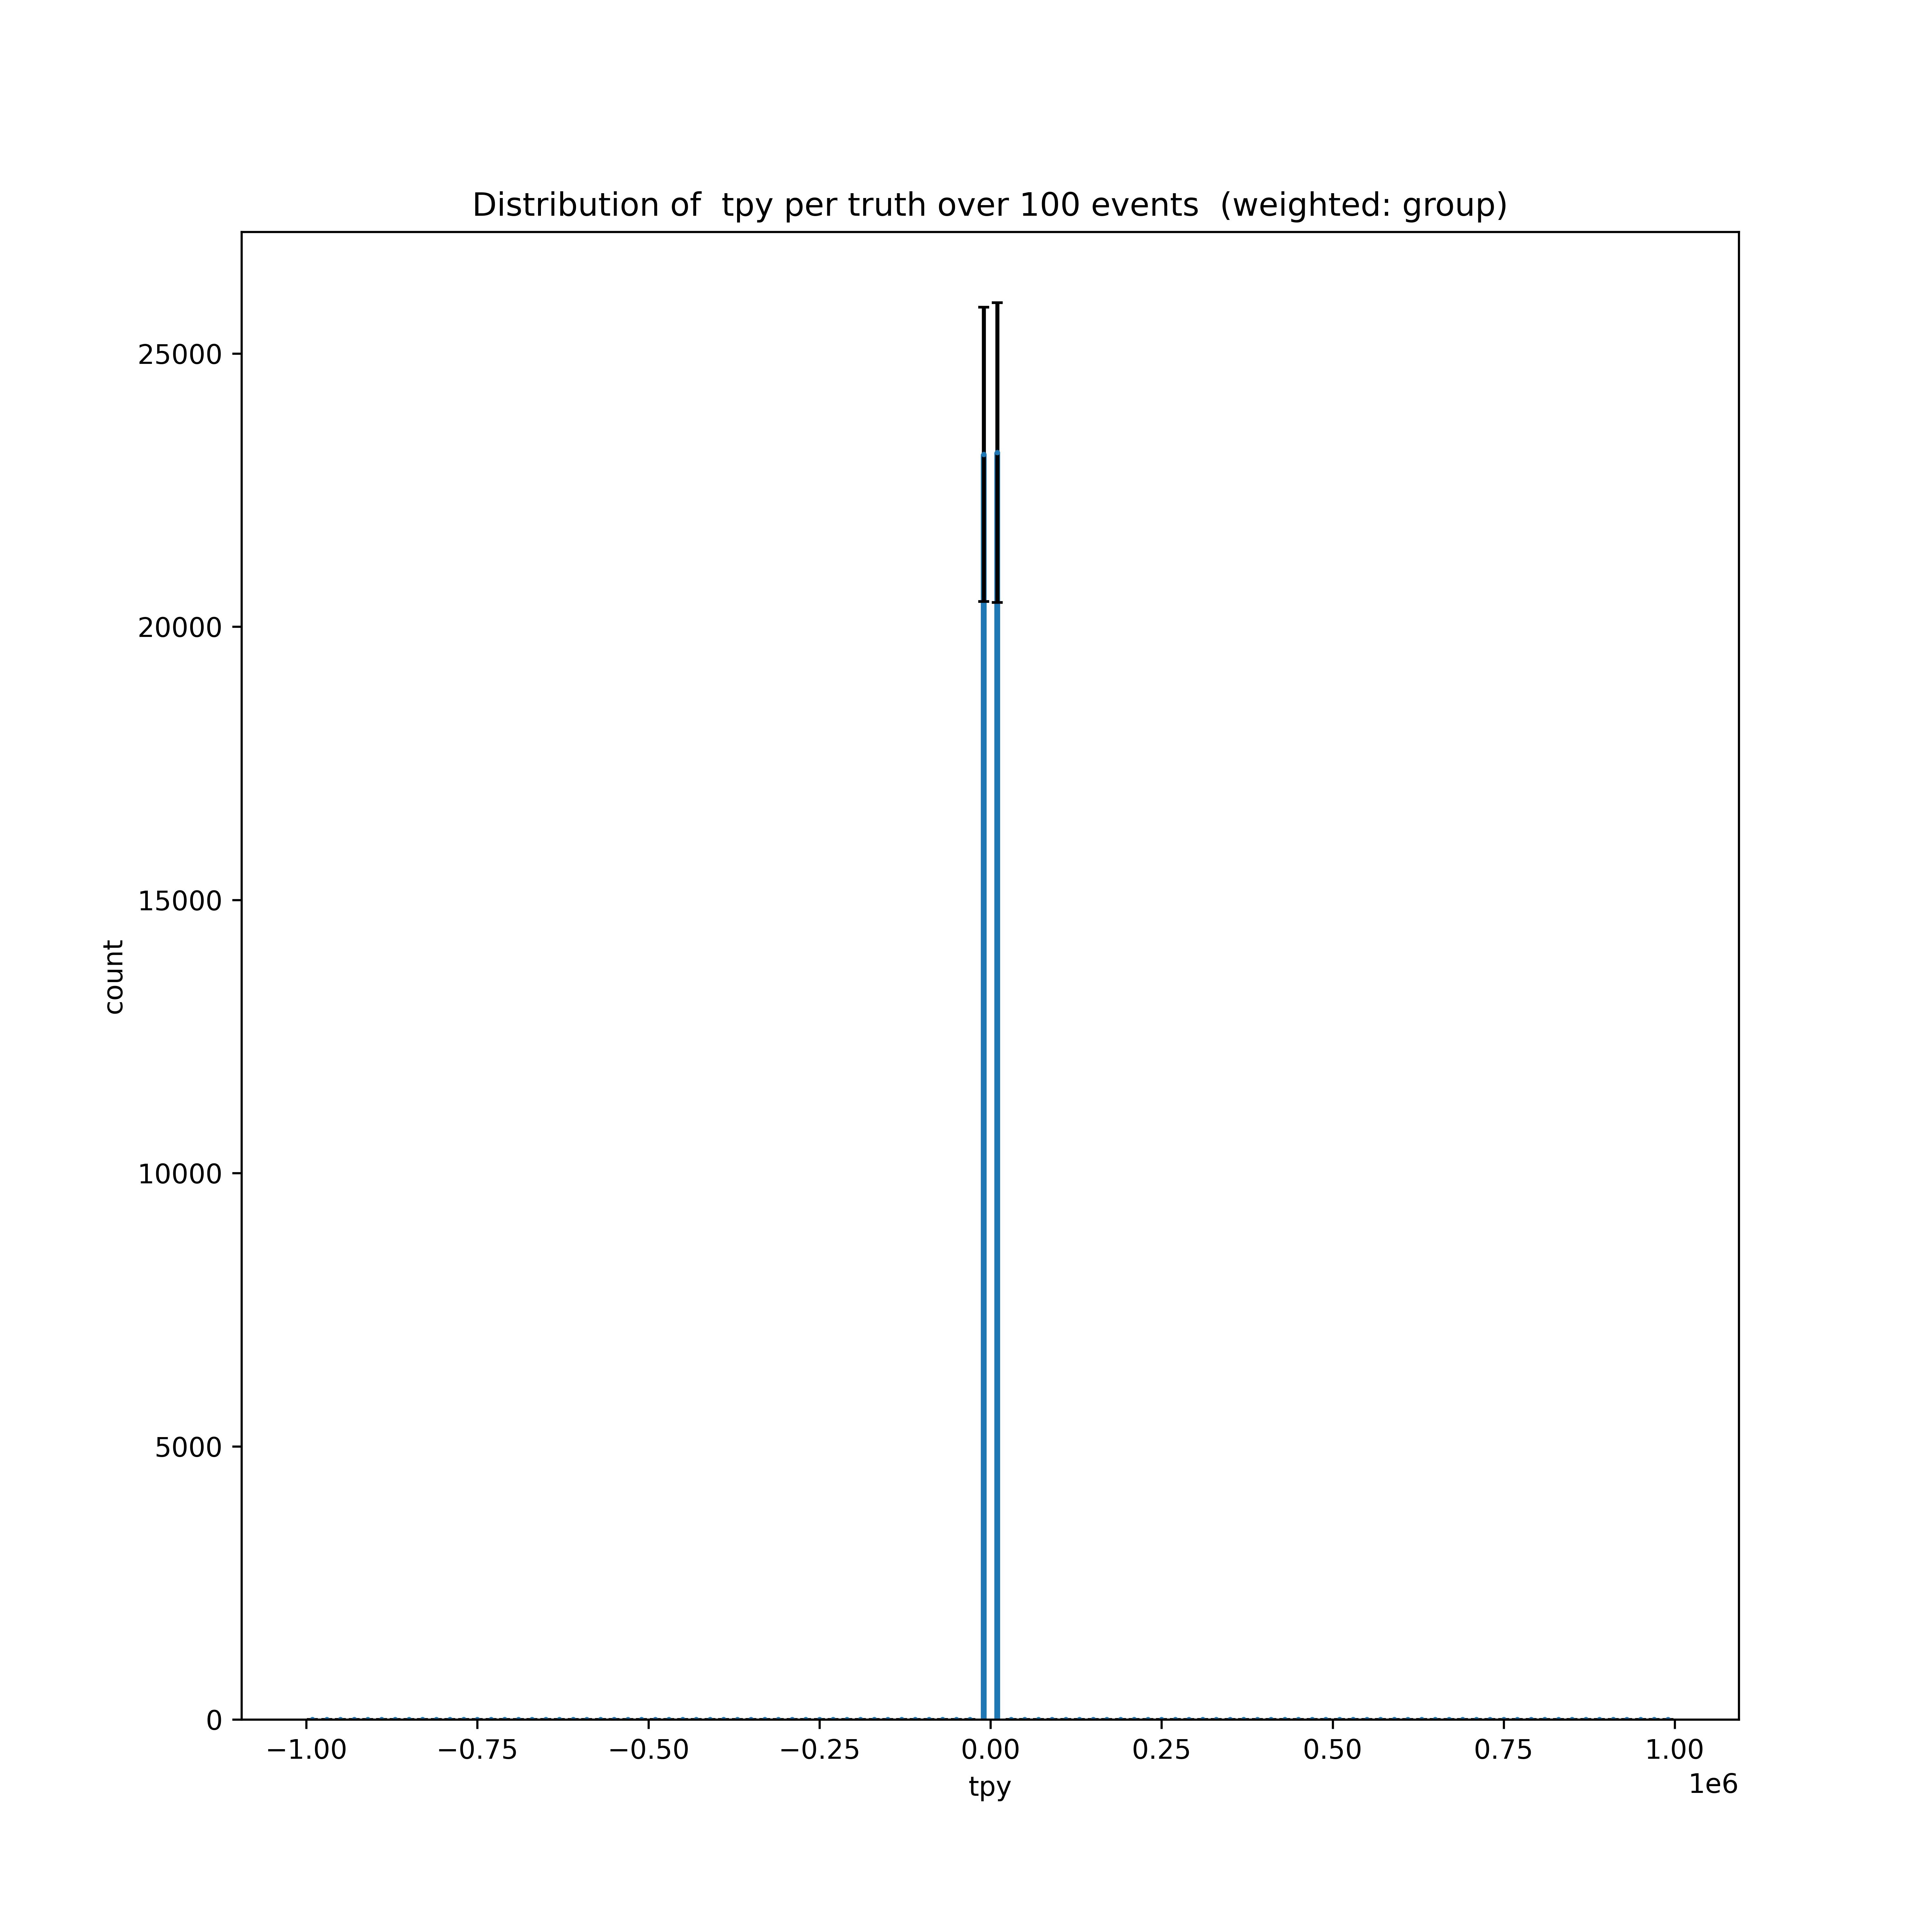 Distribution of  tpy per truth over 100 events  (weighted: group)
count
25000
20000
15000
10000
5000
0
−1.00 −0.75 −0.50 −0.25 0.00 0.25 0.50 0.75 1.00
tpy
1e6